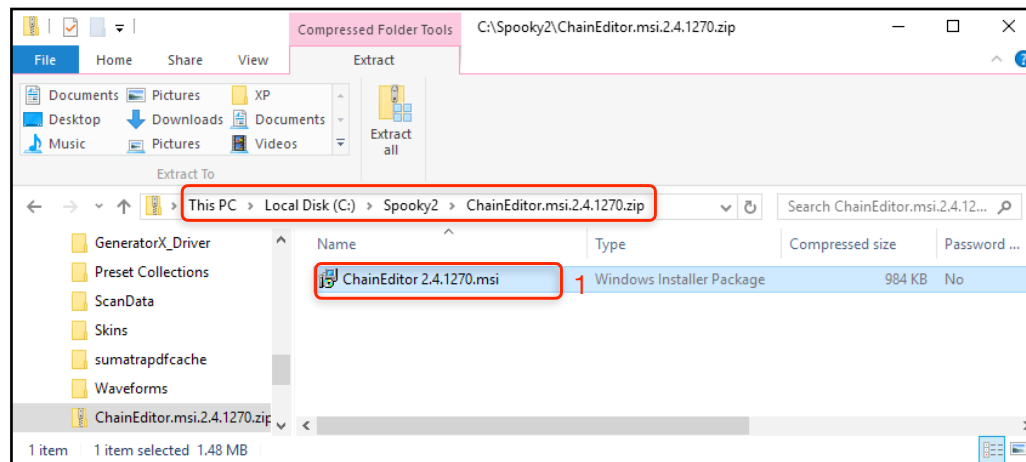 Compressed Folder Tools
C:\Spooky2\ChainEditor.msi.2.4.1270.zip
File Home Share View Extract
Documents Pictures XP
Desktop Downloads Documents
Music Pictures Videos
Extract
all
Extract To
This PC > Local Disk (C:) > Spooky2 > ChainEditor.msi.2.4.1270.zip
Search ChainEditor.msi.2.4.12...
Name Type Compressed size Password ...
GeneratorX_Driver
Preset Collections
ScanData
Skins
sumatrapdfcache
Waveforms
ChainEditor.msi.2.4.1270.zip
ChainEditor 2.4.1270.msi 1 Windows Installer Package 984 KB No
1 item 1 item selected 1.48 MB